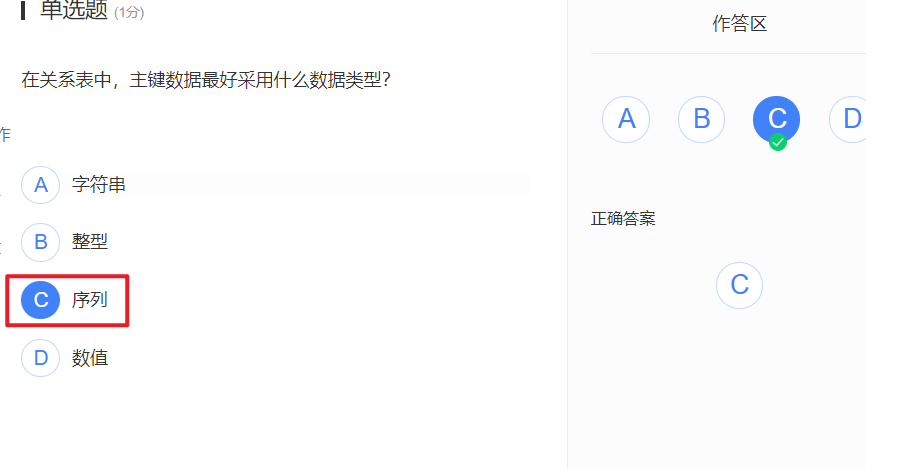 单选题 (1分)
在关系表中，主键数据最好采用什么数据类型?
作
A 字符串
B 整型
C 序列
D 数值
作答区
A B C D
正确答案
C